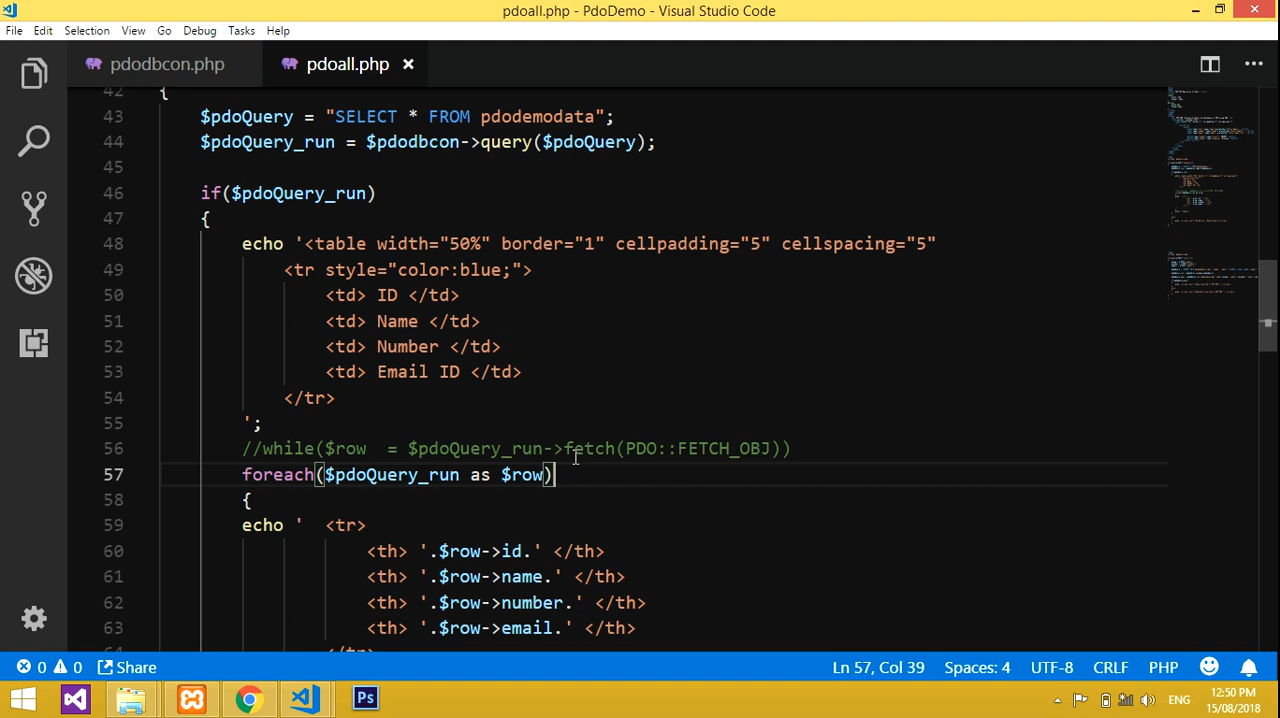 pdoall.php - PdoDemo - Visual Studio Code
File Edit Selection View Go Debug Tasks Help
pdodbcon.php pdoall.php
42 {
43 $pdoQuery = "SELECT * FROM pdodemodata";
44 $pdoQuery_run = $pdodbcon->query($pdoQuery);
45
46 if($pdoQuery_run)
47 {
48 echo '<table width="50%" border="1" cellpadding="5" cellspacing="5"
49 <tr style="color:blue;">
50 <td> ID </td>
51 <td> Name </td>
52 <td> Number </td>
53 <td> Email ID </td>
54 </tr>
55 ';
56 //while($row = $pdoQuery_run->fetch(PDO::FETCH_OBJ))
57 foreach($pdoQuery_run as $row)
58 {
59 echo ' <tr>
60 <th> '.$row->id.' </th>
61 <th> '.$row->name.' </th>
62 <th> '.$row->number.' </th>
63 <th> '.$row->email.' </th>
64 </tr>
0 0 Share Ln 57, Col 39 Spaces: 4 UTF-8 CRLF PHP
Ps ENG 12:50 PM
15/08/2018